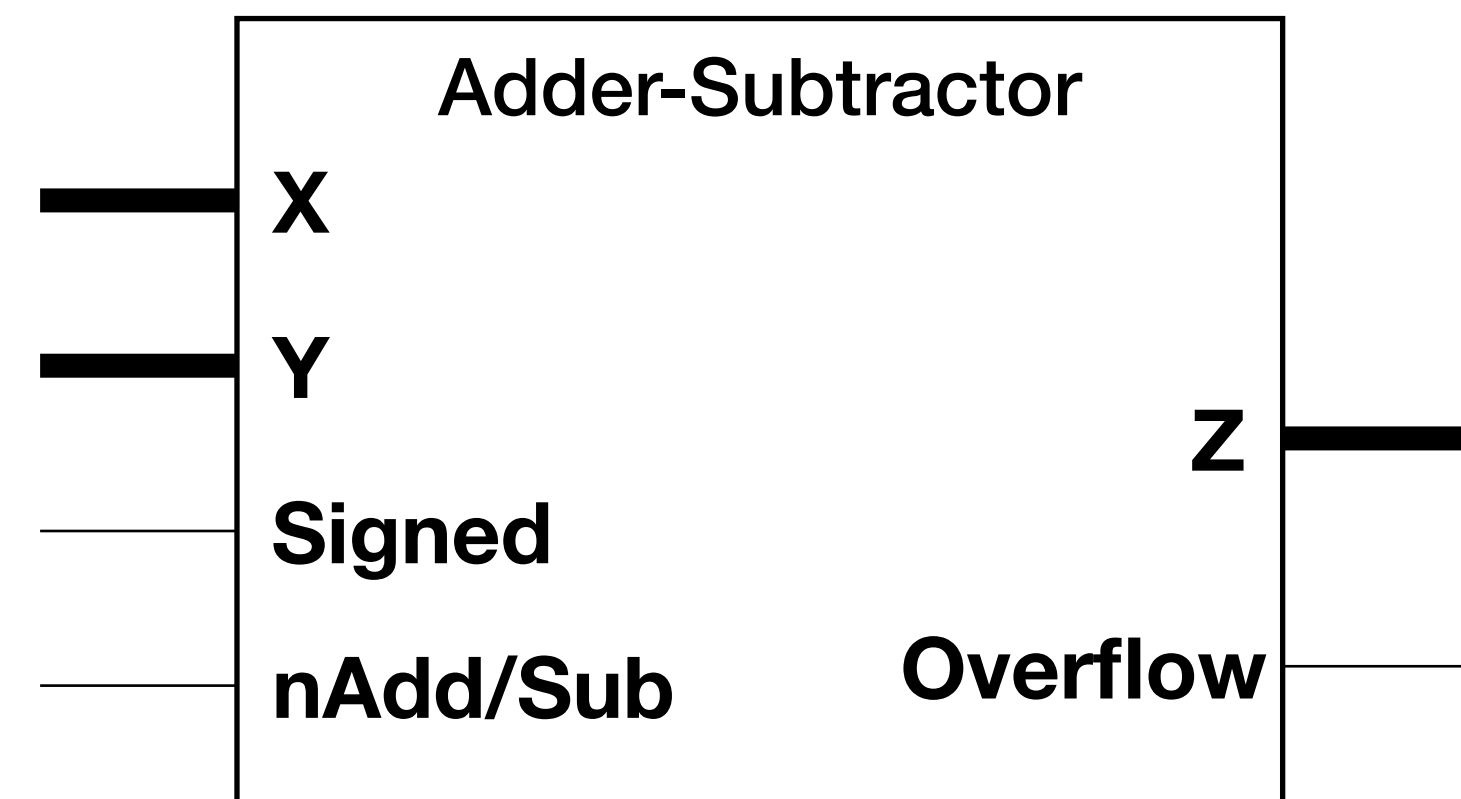 Adder-Subtractor
X
Y
Z
Signed
Overflow
nAdd/Sub